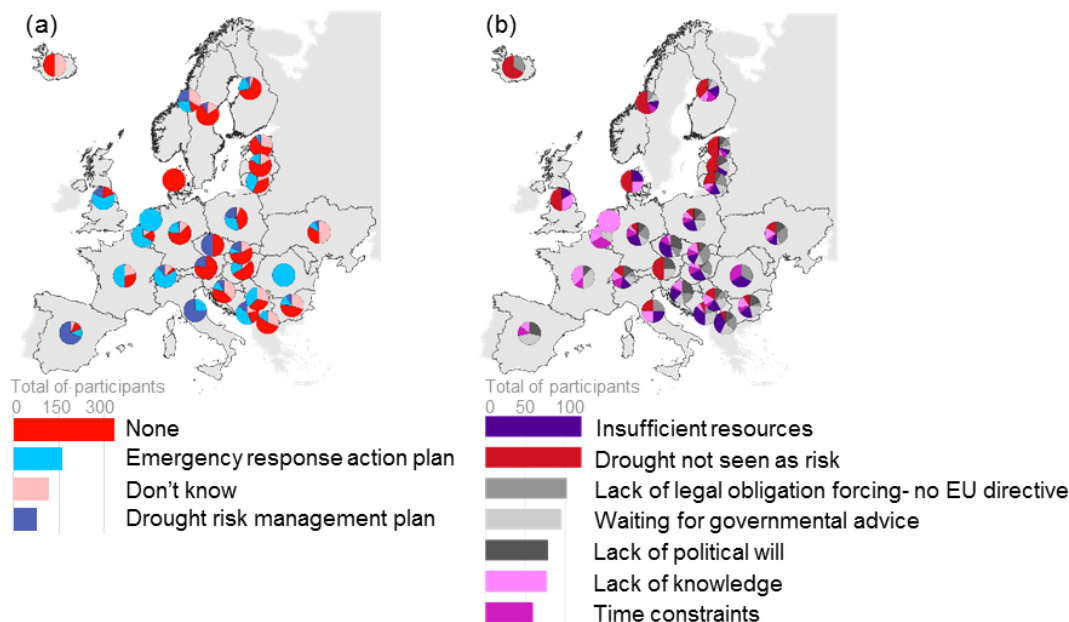 (a)
Total of participants
0 150 300
None
Emergency response action plan
Don't know
Drought risk management plan
(b)
Total of participants
0 50 100
Insufficient resources
Drought not seen as risk
Lack of legal obligation forcing- no EU directive
Waiting for governmental advice
Lack of political will
Lack of knowledge
Time constraints